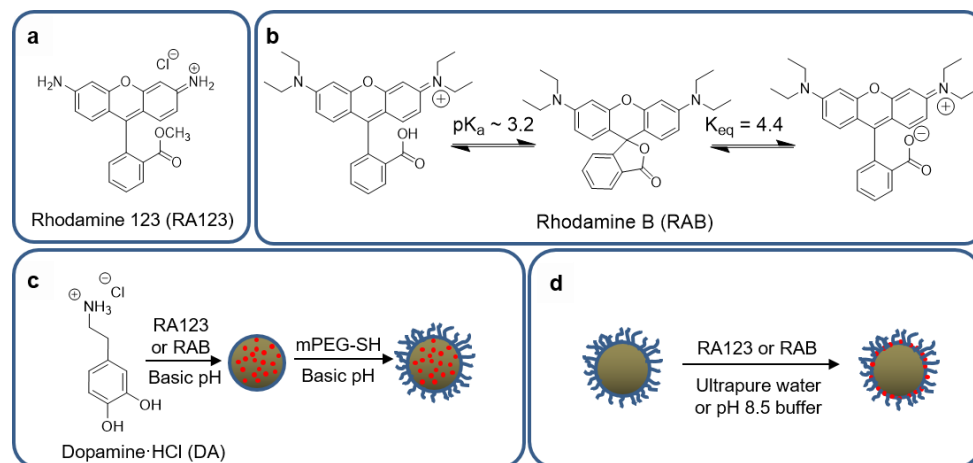 a
Cl⊖
H₂N
O
⊕NH₂
OCH₃
O
Rhodamine 123 (RA123)
b
N
O
N
⊕
OH
O
pKₐ ~ 3.2
N
O
N
O
O
Rhodamine B (RAB)
Kₑq = 4.4
N
O
N
⊕
O⊖
O
c
⊖
Cl
⊕
NH₃
OH
OH
Dopamine·HCl (DA)
RA123
or RAB
Basic pH
mPEG-SH
Basic pH
d
RA123 or RAB
Ultrapure water
or pH 8.5 buffer